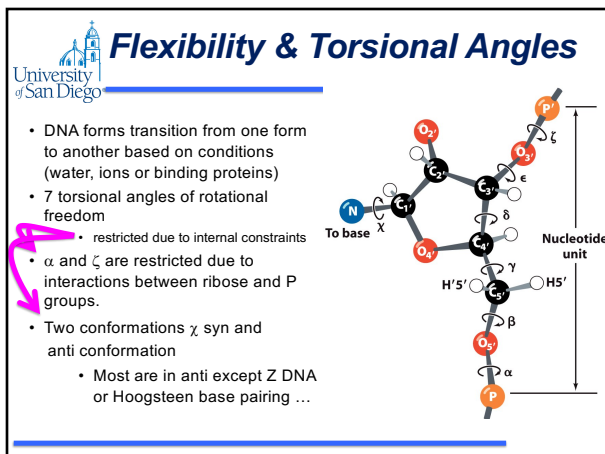 Flexibility & Torsional Angles
University
of San Diego
• DNA forms transition from one form
to another based on conditions
(water, ions or binding proteins)
• 7 torsional angles of rotational
freedom
• restricted due to internal constraints
• α and ζ are restricted due to
interactions between ribose and P
groups.
• Two conformations χ syn and
anti conformation
• Most are in anti except Z DNA
or Hoogsteen base pairing …
P'
ζ
O3'
O2'
ϵ
C2'
C3'
N
C1'
χ
δ
To base
O4'
C4'
Nucleotide
unit
γ
H'5'
H5'
C5'
β
O5'
α
P